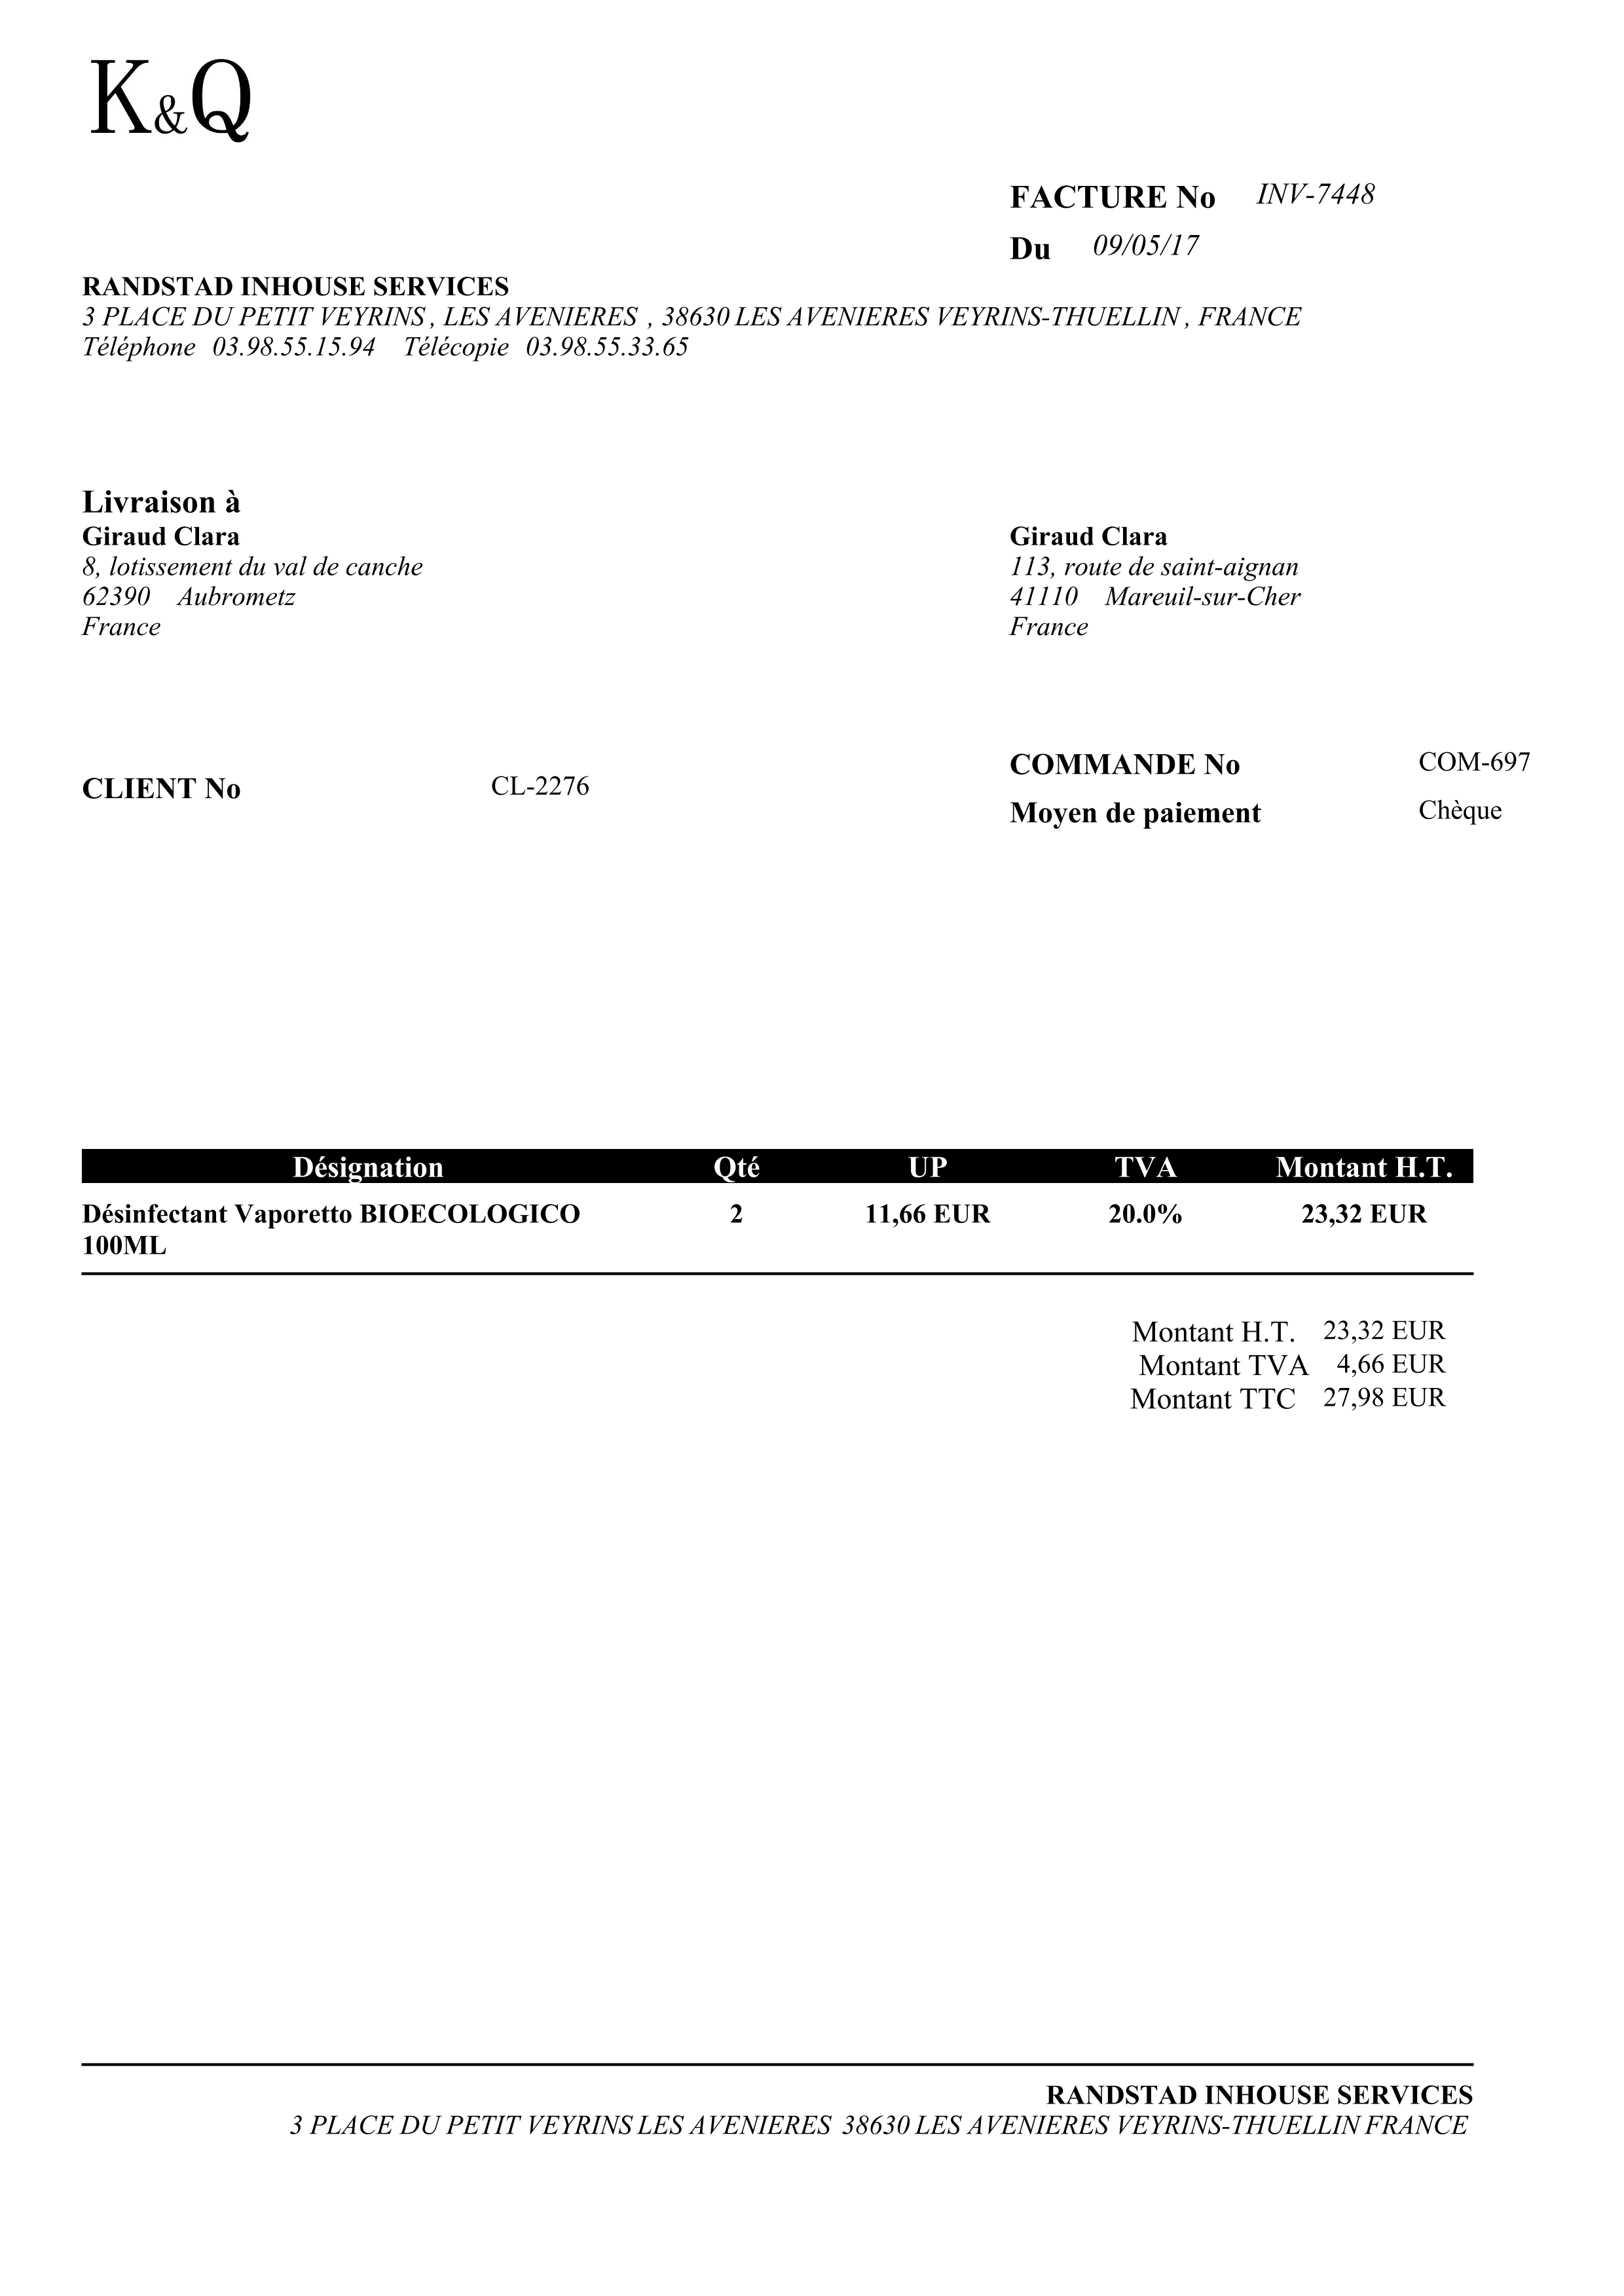 K&Q
FACTURE No INV-7448
Du 09/05/17
RANDSTAD INHOUSE SERVICES
3 PLACE DU PETIT VEYRINS , LES AVENIERES , 38630 LES AVENIERES VEYRINS-THUELLIN , FRANCE
Téléphone 03.98.55.15.94 Télécopie 03.98.55.33.65
Livraison à
Giraud Clara
8, lotissement du val de canche
62390 Aubrometz
France
Giraud Clara
113, route de saint-aignan
41110 Mareuil-sur-Cher
France
CLIENT No CL-2276
COMMANDE No COM-697
Moyen de paiement Chèque
Désignation Qté UP TVA Montant H.T.
Désinfectant Vaporetto BIOECOLOGICO 2 11,66 EUR 20.0% 23,32 EUR
100ML
Montant H.T. 23,32 EUR
Montant TVA 4,66 EUR
Montant TTC 27,98 EUR
RANDSTAD INHOUSE SERVICES
3 PLACE DU PETIT VEYRINS LES AVENIERES 38630 LES AVENIERES VEYRINS-THUELLIN FRANCE